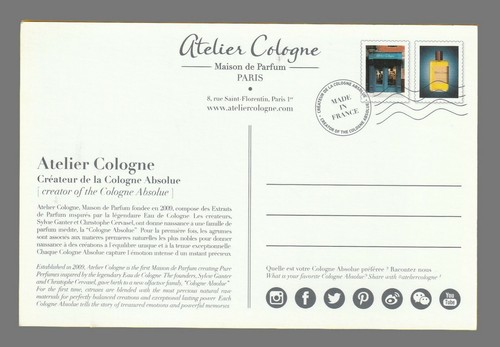 Atelier Cologne
Maison de Parfum
PARIS
8, rue Saint-Florentin, Paris 1er
www.ateliercologne.com
CRÉATEUR DE LA COLOGNE ABSOLUE
MADE IN FRANCE
CREATOR OF THE COLOGNE ABSOLUE
Atelier Cologne
Créateur de la Cologne Absolue
[ creator of the Cologne Absolue ]
Atelier Cologne, Maison de Parfum fondée en 2009, compose des Extraits
de Parfum inspirés par la légendaire Eau de Cologne. Les créateurs,
Sylvie Ganter et Christophe Cervasel, ont donné naissance à une famille de
parfum inédite, la "Cologne Absolue". Pour la première fois, les agrumes
sont associés aux matières premières naturelles les plus nobles pour donner
naissance à des créations à l'équilibre unique et à la tenue exceptionnelle.
Chaque Cologne Absolue capture l'émotion intense d'un instant précieux.
Established in 2009, Atelier Cologne is the first Maison de Parfum creating Pure
Perfumes inspired by the legendary Eau de Cologne. The founders, Sylvie Ganter
and Christophe Cervasel, gave birth to a new olfactory family, "Cologne Absolue".
For the first time, citruses are blended with the most precious natural raw
materials for perfectly balanced creations and exceptional lasting power. Each
Cologne Absolue tells the story of treasured emotions and powerful memories.
Quelle est votre Cologne Absolue préférée ? Racontez nous
What is your favorite Cologne Absolue? Share with #ateliercologne !
You
Tube